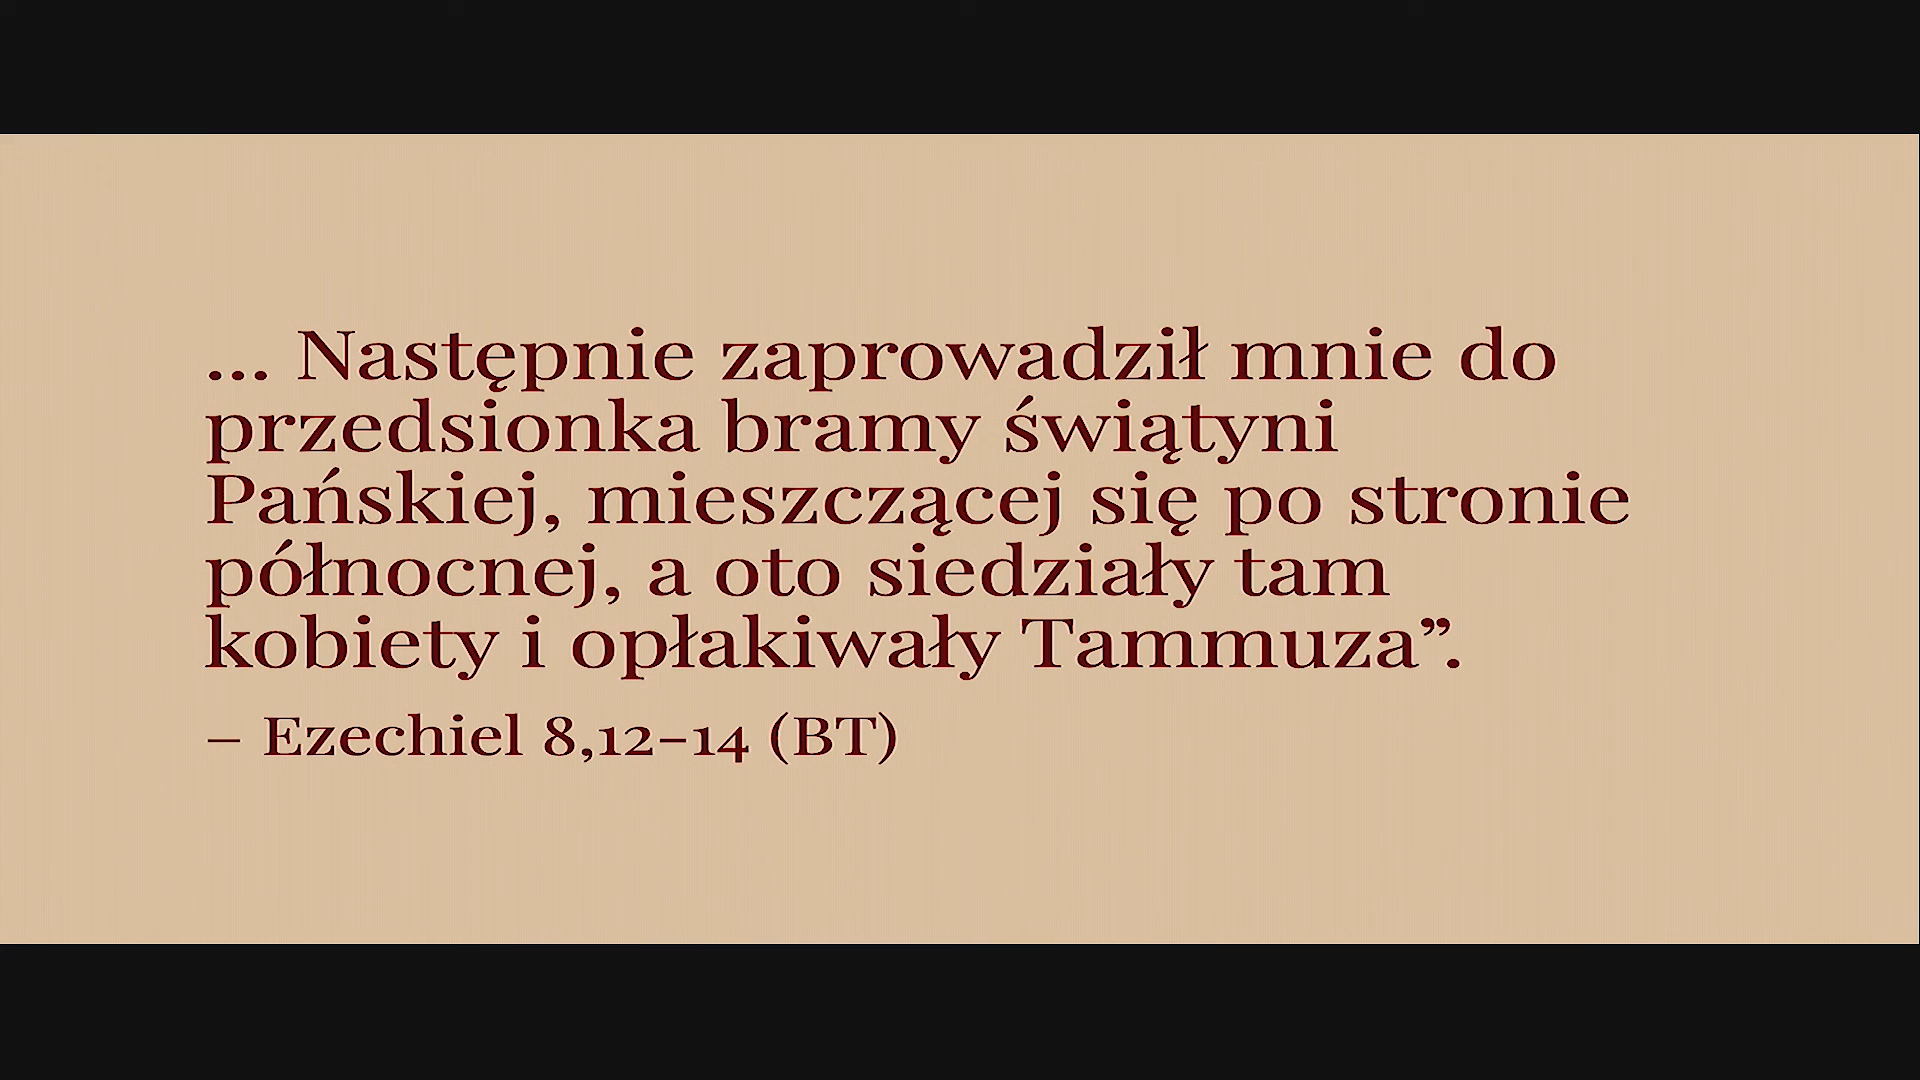 ... Następnie zaprowadził mnie do
przedsionka bramy świątyni
Pańskiej, mieszczącej się po stronie
północnej, a oto siedziały tam
kobiety i opłakiwały Tammuza”.
– Ezechiel 8,12–14 (BT)